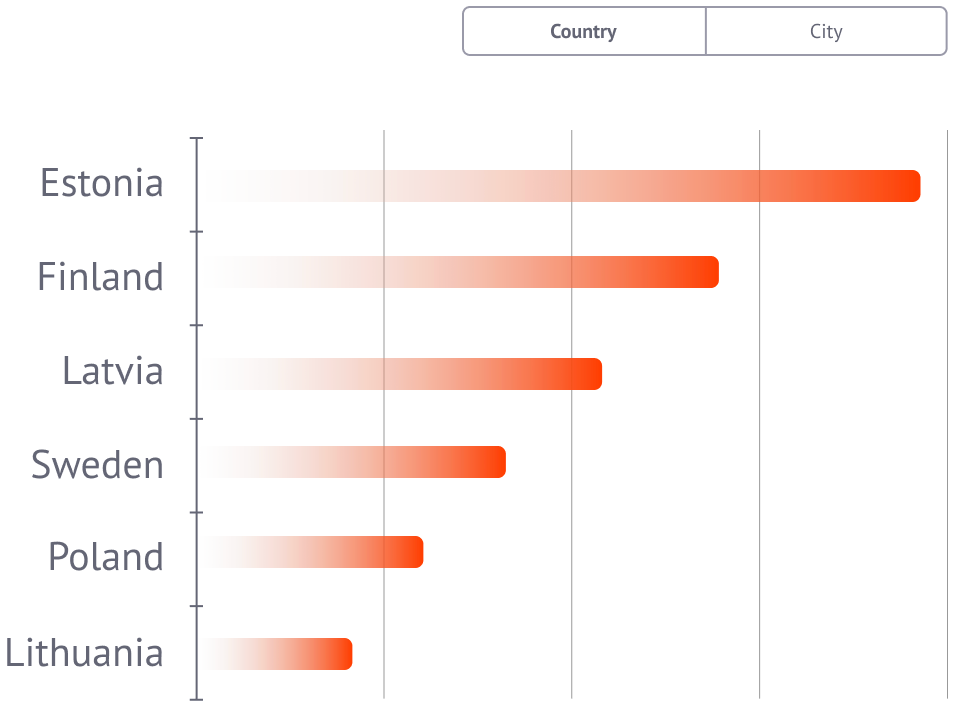 Country
City
Estonia
Finland
Latvia
Sweden
Poland
Lithuania